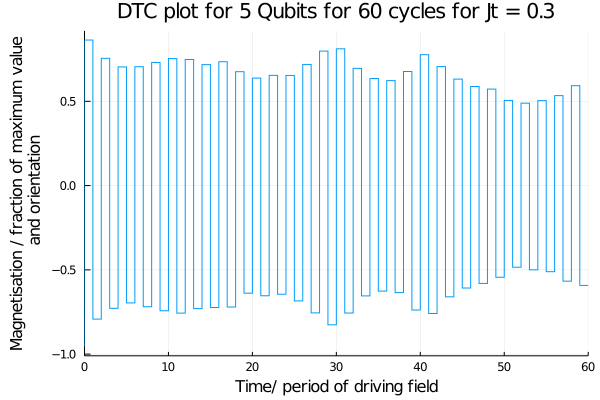 DTC plot for 5 Qubits for 60 cycles for Jt = 0.3
Magnetisation / fraction of maximum value
and orientation
0.5
0.0
−0.5
−1.0
0 10 20 30 40 50 60
Time/ period of driving field